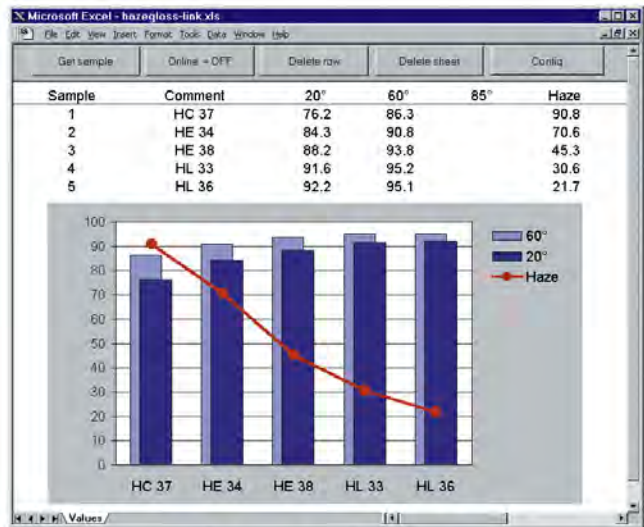 Microsoft Excel - hazegloss-link.xls
File Edit View Insert Format Tools Data Window Help
Get sample Online = OFF Delete row Delete sheet Config
Sample Comment 20° 60° 85° Haze
1 HC 37 76.2 86.3 90.8
2 HE 34 84.3 90.8 70.6
3 HE 38 88.2 93.8 45.3
4 HL 33 91.6 95.2 30.6
5 HL 36 92.2 95.1 21.7
100
90
80
70
60
50
40
30
20
10
0
60°
20°
Haze
HC 37 HE 34 HE 38 HL 33 HL 36
Values